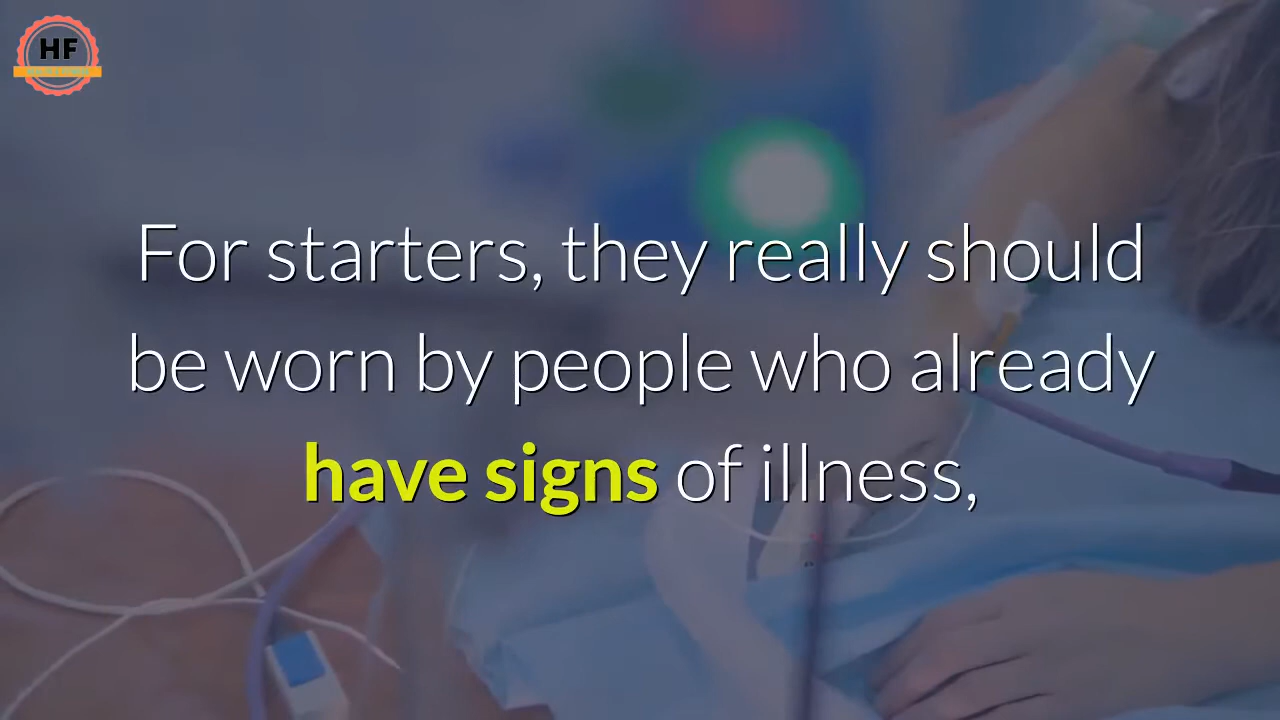 HF
For starters, they really should
be worn by people who already
have signs of illness,